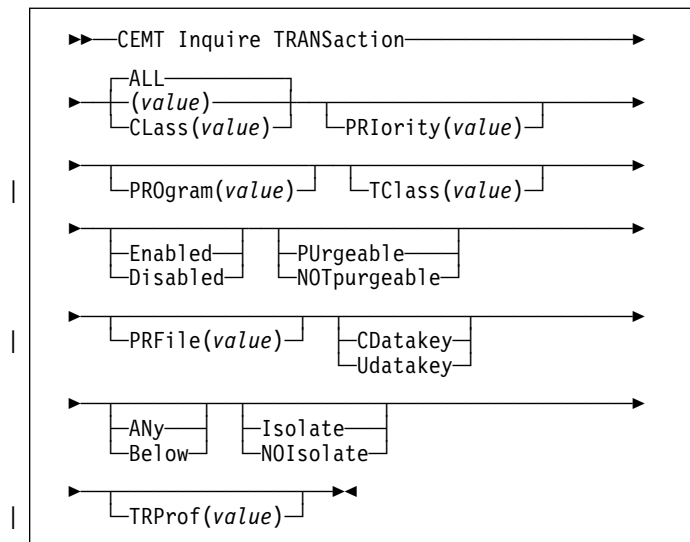 CEMT Inquire TRANSaction
ALL
(value)
CLass(value)
PRIority(value)
PROgram(value)
TClass(value)
Enabled
Disabled
PUrgeable
NOTpurgeable
PRFile(value)
CDatakey
Udatakey
ANy
Below
Isolate
NOIsolate
TRProf(value)